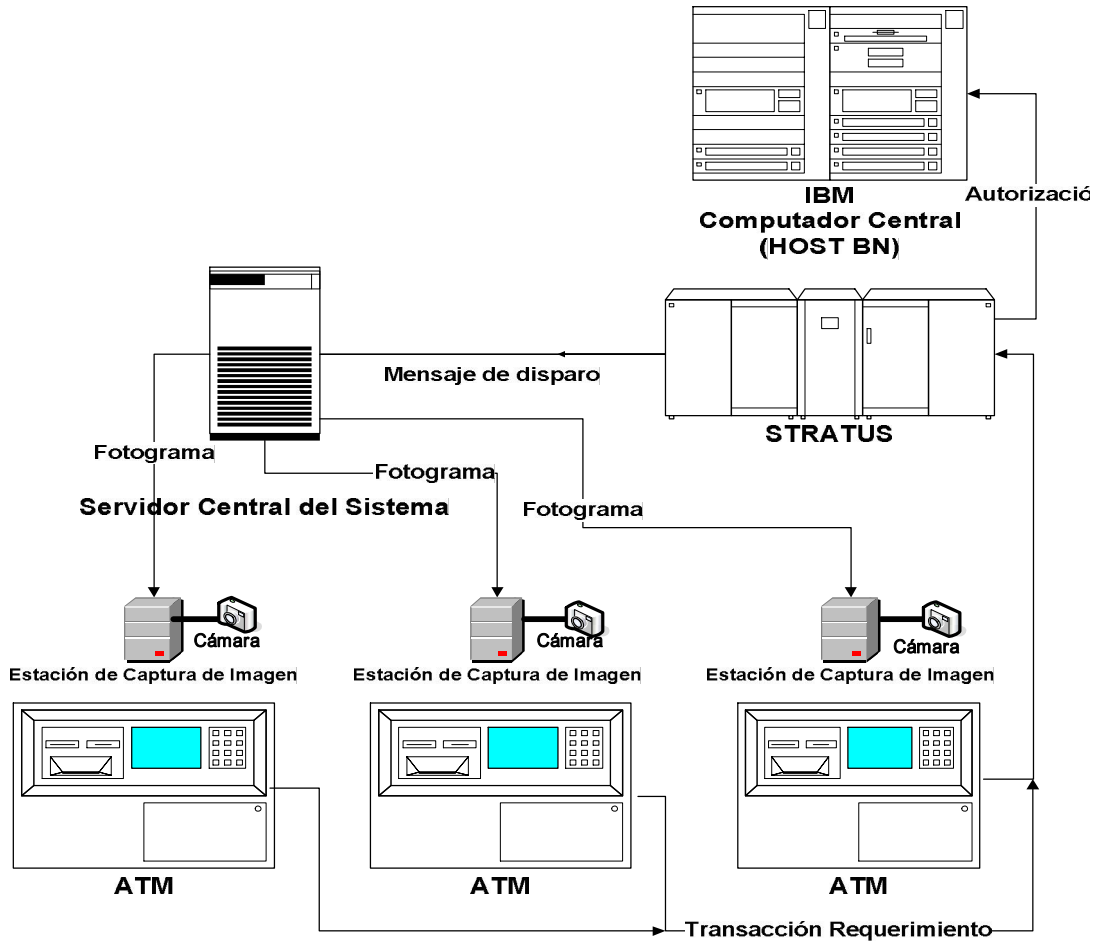 IBM
Computador Central
(HOST BN)
Autorizació
Mensaje de disparo
STRATUS
Fotograma
Fotograma
Fotograma
Servidor Central del Sistema
Cámara
Cámara
Cámara
Estación de Captura de Imagen
Estación de Captura de Imagen
Estación de Captura de Imagen
ATM
ATM
ATM
Transacción Requerimiento